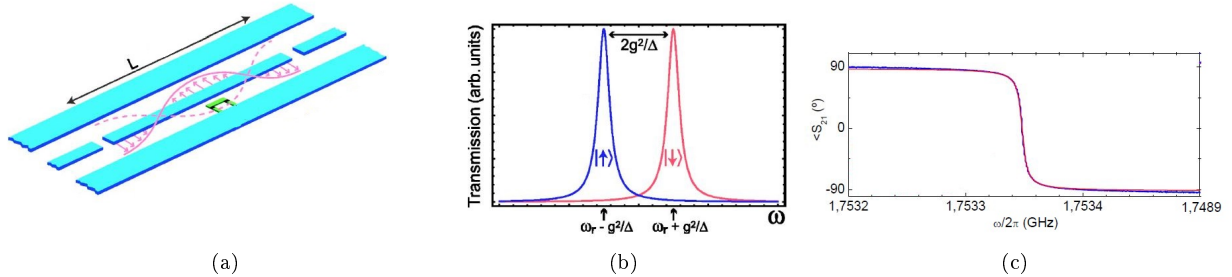 L
(a)
Transmission (arb. units)
2g²/Δ
|↑⟩
|↓⟩
ω
ωᵣ - g²/Δ
ωᵣ + g²/Δ
(b)
<S₂₁ (°)
90
0
-90
1,7532
1,7533
1,7534
1,7489
ω/2π (GHz)
(c)